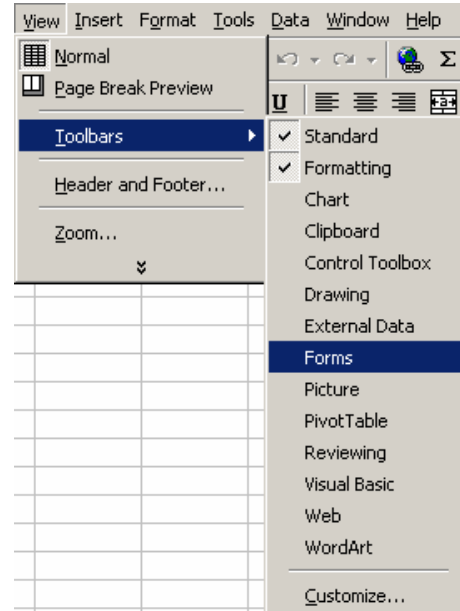 View Insert Format Tools Data Window Help
Normal
Page Break Preview
Toolbars
Header and Footer...
Zoom...
Σ
U
a
Standard
Formatting
Chart
Clipboard
Control Toolbox
Drawing
External Data
Forms
Picture
PivotTable
Reviewing
Visual Basic
Web
WordArt
Customize...